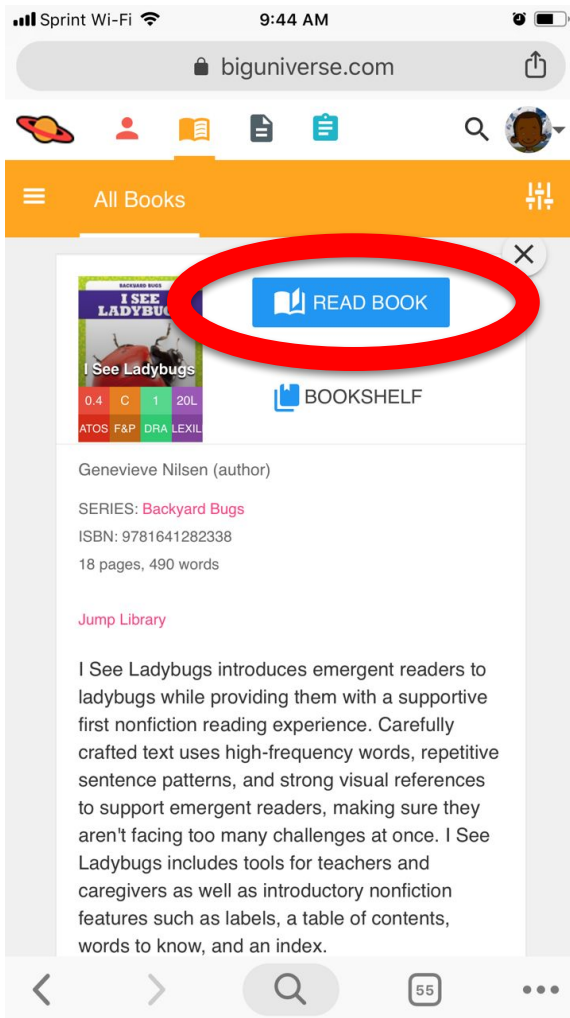 Sprint Wi-Fi 9:44 AM
biguniverse.com
All Books
READ BOOK
BACKYARD BUGS
I SEE
I See Ladybugs
0.4 C 1 20L
ATOS F&P DRA LEXIL
BOOKSHELF
Genevieve Nilsen (author)
SERIES: Backyard Bugs
ISBN: 9781641282338
18 pages, 490 words
Jump Library
I See Ladybugs introduces emergent readers to
ladybugs while providing them with a supportive
first nonfiction reading experience. Carefully
crafted text uses high-frequency words, repetitive
sentence patterns, and strong visual references
to support emergent readers, making sure they
aren't facing too many challenges at once. I See
Ladybugs includes tools for teachers and
caregivers as well as introductory nonfiction
features such as labels, a table of contents,
words to know, and an index.
55